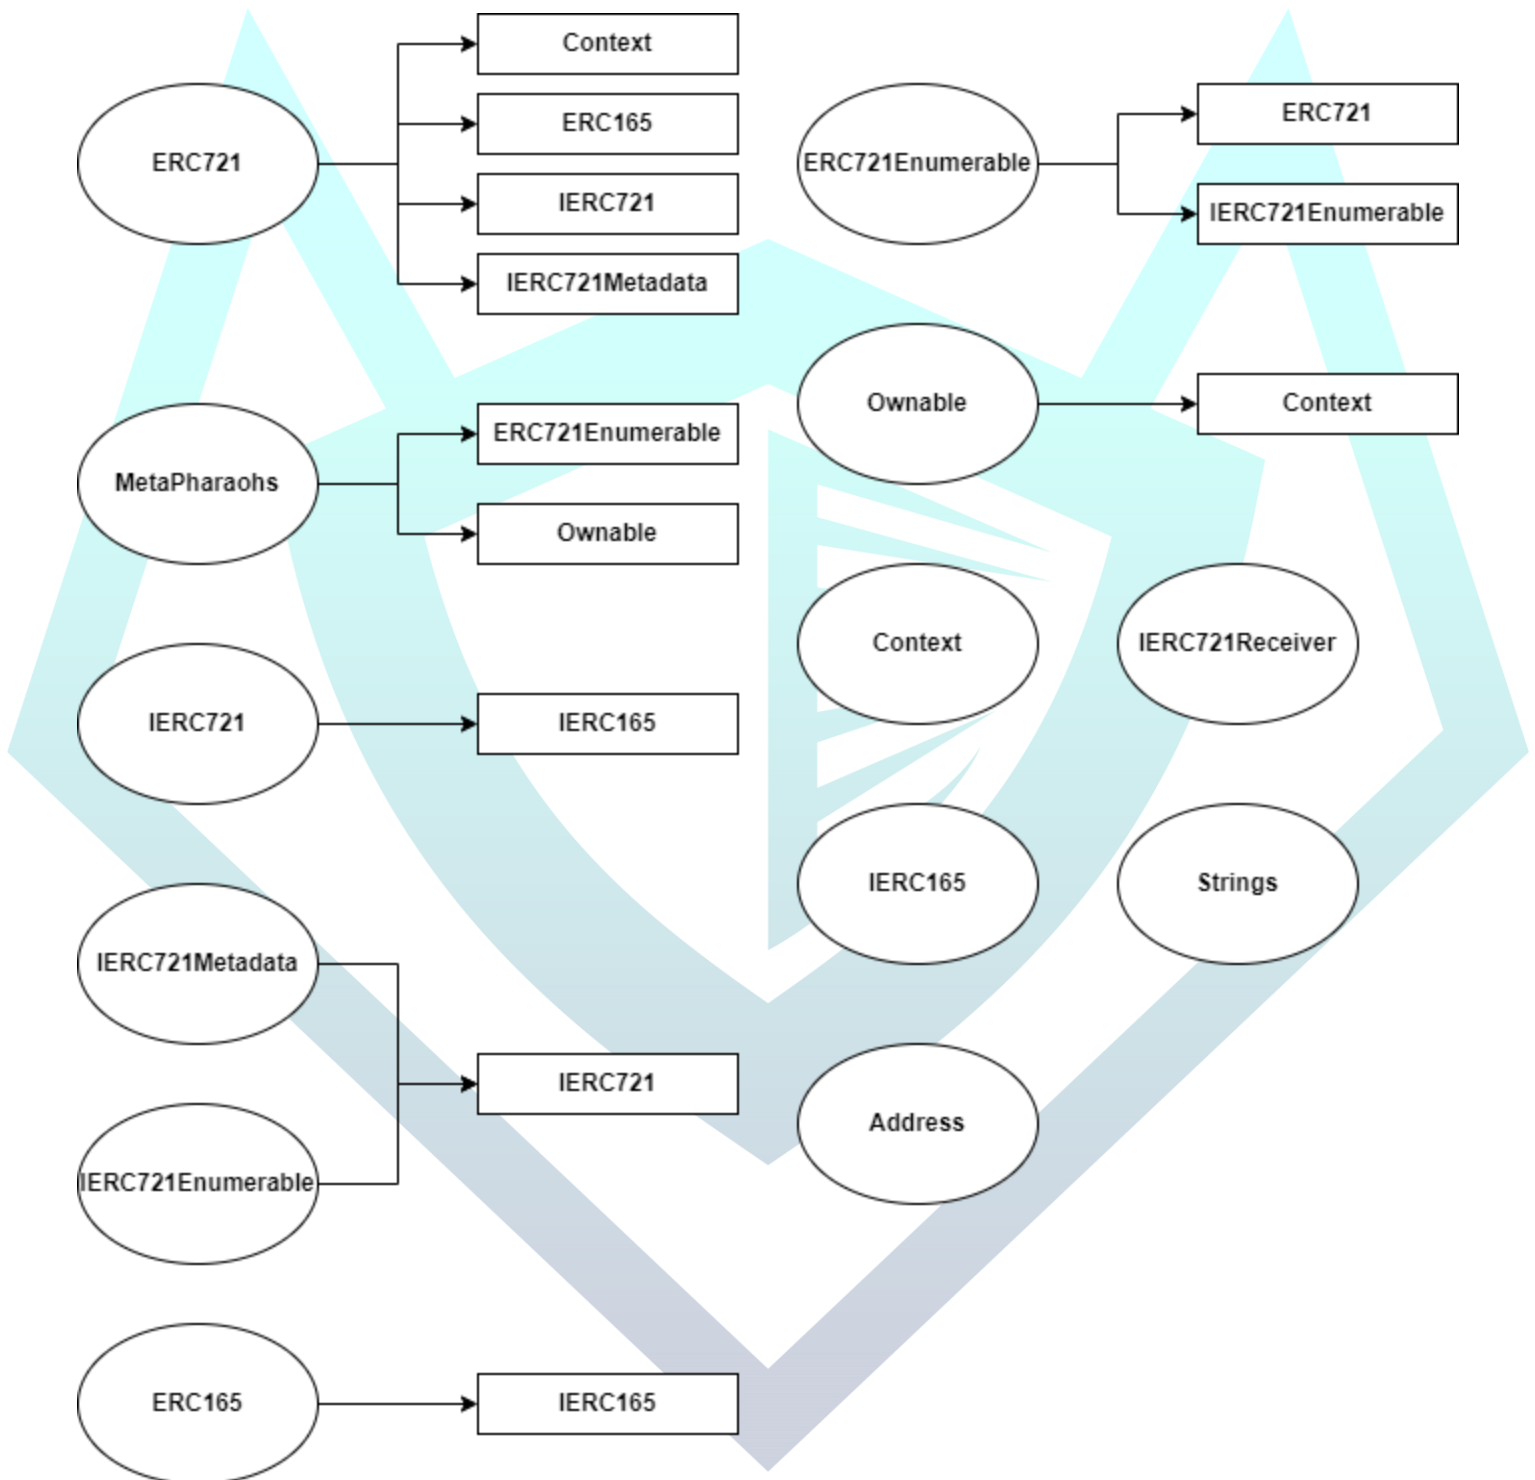 Context
ERC165
ERC721
IERC721
IERC721Metadata
ERC721Enumerable
ERC721
IERC721Enumerable
Ownable
Context
MetaPharaohs
ERC721Enumerable
Ownable
Context
IERC721Receiver
IERC721
IERC165
IERC165
Strings
IERC721Metadata
IERC721
IERC721Enumerable
Address
ERC165
IERC165